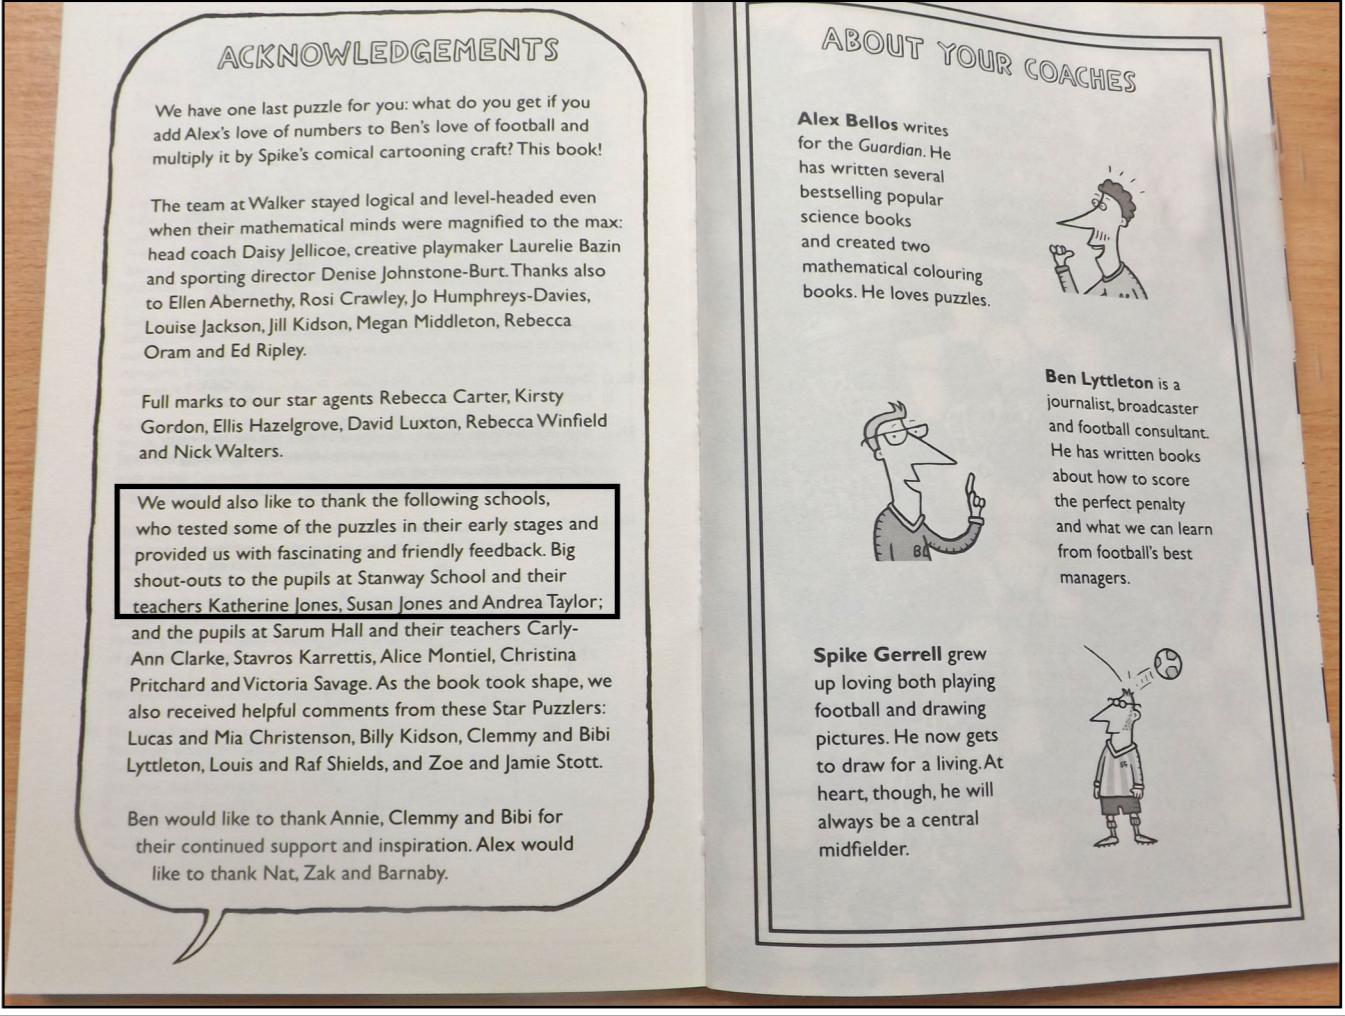 ACKNOWLEDGEMENTS
We have one last puzzle for you: what do you get if you
add Alex's love of numbers to Ben's love of football and
multiply it by Spike's comical cartooning craft? This book!
The team at Walker stayed logical and level-headed even
when their mathematical minds were magnified to the max:
head coach Daisy Jellicoe, creative playmaker Laurelie Bazin
and sporting director Denise Johnstone-Burt. Thanks also
to Ellen Abernethy, Rosi Crawley, Jo Humphreys-Davies,
Louise Jackson, Jill Kidson, Megan Middleton, Rebecca
Oram and Ed Ripley.
Full marks to our star agents Rebecca Carter, Kirsty
Gordon, Ellis Hazelgrove, David Luxton, Rebecca Winfield
and Nick Walters.
We would also like to thank the following schools,
who tested some of the puzzles in their early stages and
provided us with fascinating and friendly feedback. Big
shout-outs to the pupils at Stanway School and their
teachers Katherine Jones, Susan Jones and Andrea Taylor;
and the pupils at Sarum Hall and their teachers Carly-
Ann Clarke, Stavros Karrettis, Alice Montiel, Christina
Pritchard and Victoria Savage. As the book took shape, we
also received helpful comments from these Star Puzzlers:
Lucas and Mia Christenson, Billy Kidson, Clemmy and Bibi
Lyttleton, Louis and Raf Shields, and Zoe and Jamie Stott.
Ben would like to thank Annie, Clemmy and Bibi for
their continued support and inspiration. Alex would
like to thank Nat, Zak and Barnaby.
ABOUT YOUR COACHES
Alex Bellos writes
for the Guardian. He
has written several
bestselling popular
science books
and created two
mathematical colouring
books. He loves puzzles.
Ben Lyttleton is a
journalist, broadcaster
and football consultant.
He has written books
about how to score
the perfect penalty
and what we can learn
from football's best
managers.
Spike Gerrell grew
up loving both playing
football and drawing
pictures. He now gets
to draw for a living. At
heart, though, he will
always be a central
midfielder.